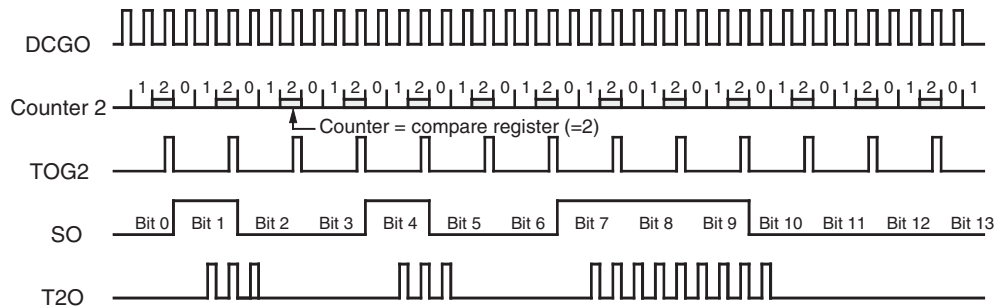 DCGO
Counter 2
1 2 0 1 2 0 1 2 0 1 2 0 1 2 0 1 2 0 1 2 0 1 2 0 1 2 0 1 2 0 1 2 0 1 2 0 1 2 0 1
Counter = compare register (=2)
TOG2
SO
Bit 0 Bit 1 Bit 2 Bit 3 Bit 4 Bit 5 Bit 6 Bit 7 Bit 8 Bit 9 Bit 10 Bit 11 Bit 12 Bit 13
T2O